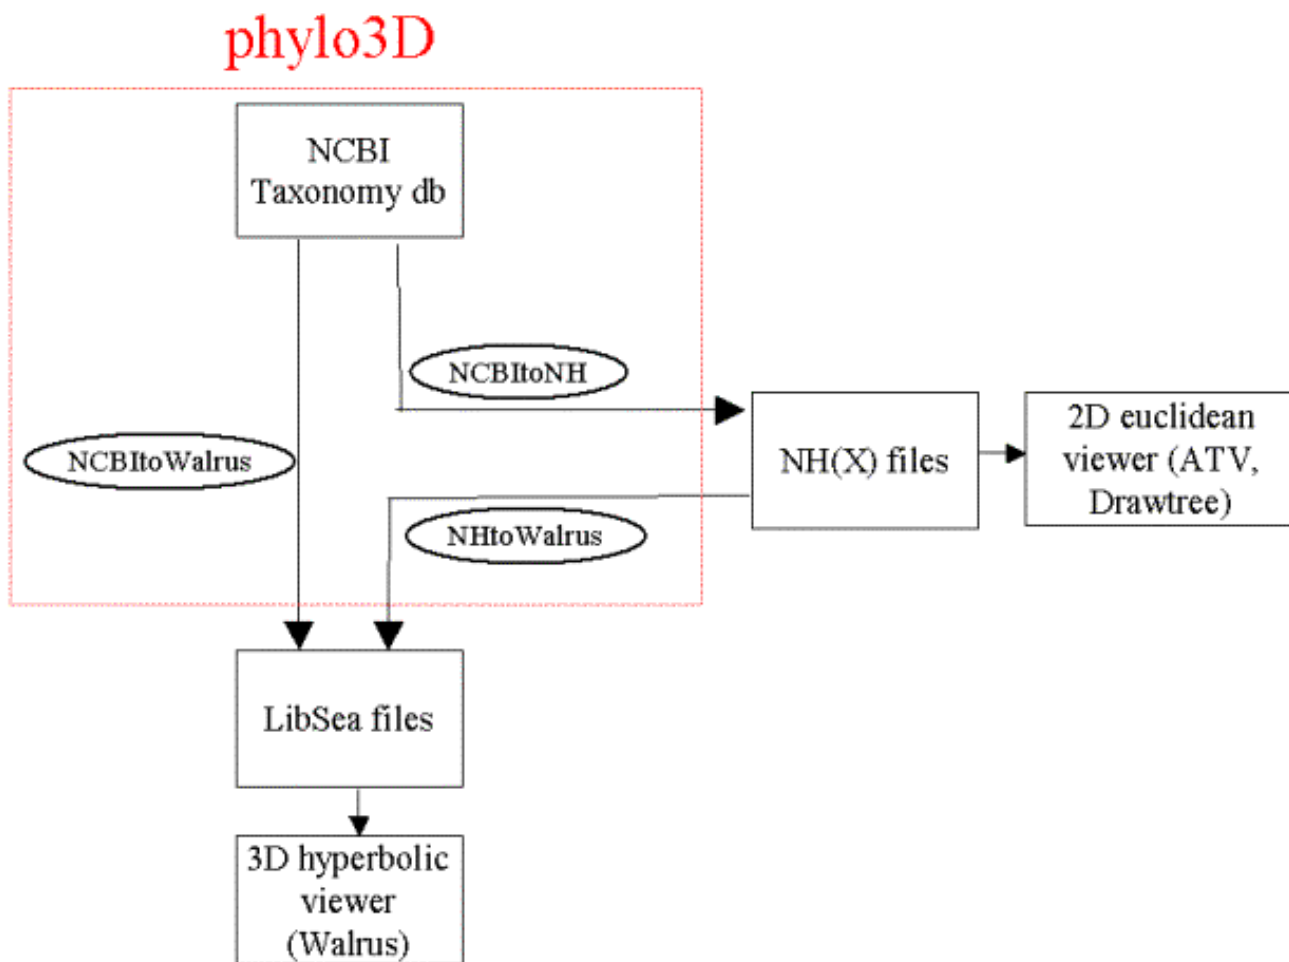 phylo3D
NCBI
Taxonomy db
NCBItoNH
NCBItoWalrus
NH(X) files
2D euclidean
viewer (ATV,
Drawtree)
NHtoWalrus
LibSea files
3D hyperbolic
viewer
(Walrus)